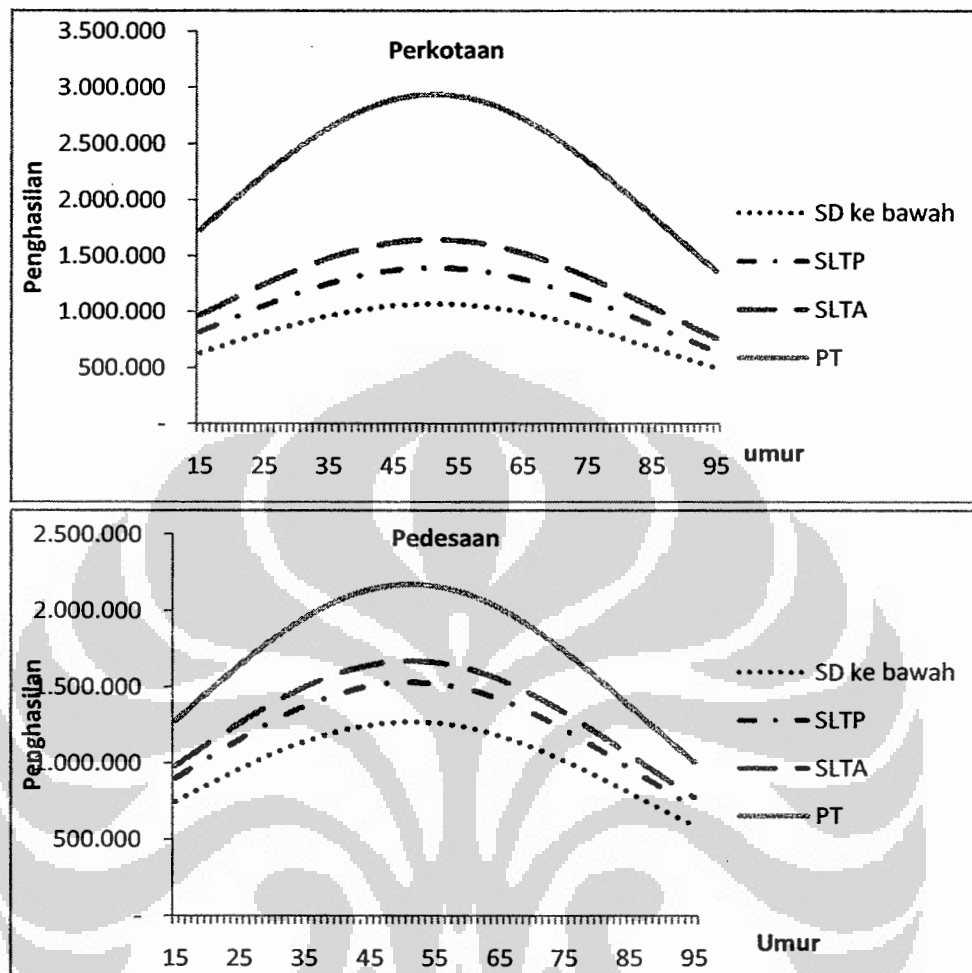 Perkotaan
Penghasilan
3.500.000
3.000.000
2.500.000
2.000.000
1.500.000
1.000.000
500.000
-
15 25 35 45 55 65 75 85 95
umur
SD ke bawah
SLTP
SLTA
PT
Pedesaan
Penghasilan
2.500.000
2.000.000
1.500.000
1.000.000
500.000
-
15 25 35 45 55 65 75 85 95
Umur
SD ke bawah
SLTP
SLTA
PT